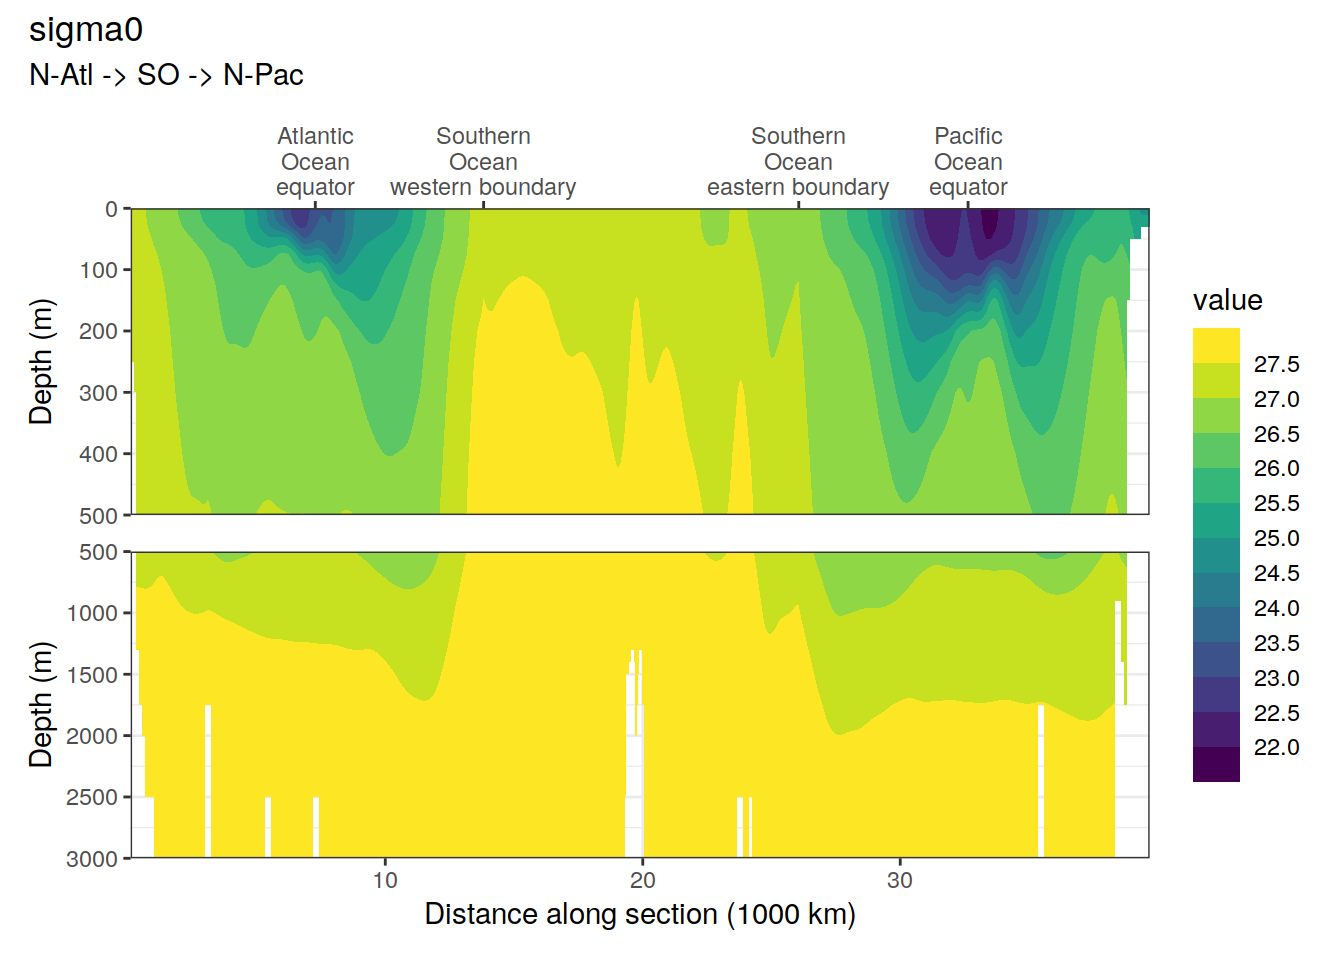 sigma0
N-Atl -> SO -> N-Pac
Atlantic
Ocean
equator
Southern
Ocean
western boundary
Southern
Ocean
eastern boundary
Pacific
Ocean
equator
0
100
200
300
400
500
Depth (m)
500
1000
1500
2000
2500
3000
Depth (m)
10
20
30
Distance along section (1000 km)
value
27.5
27.0
26.5
26.0
25.5
25.0
24.5
24.0
23.5
23.0
22.5
22.0